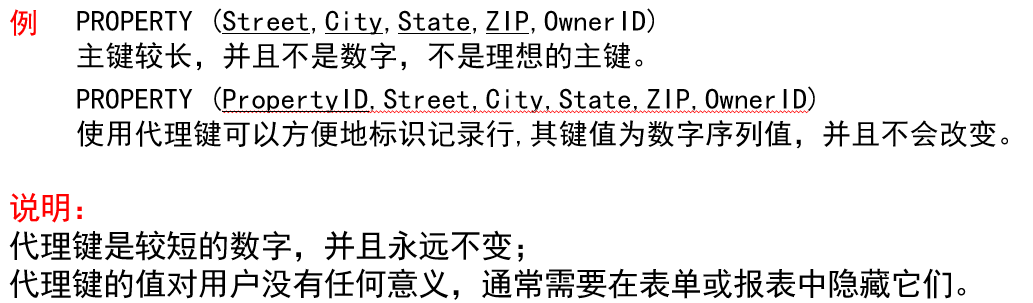 例 PROPERTY (Street,City,State,ZIP,OwnerID)
主键较长，并且不是数字，不是理想的主键。
PROPERTY (PropertyID,Street,City,State,ZIP,OwnerID)
使用代理键可以方便地标识记录行,其键值为数字序列值，并且不会改变。
说明：
代理键是较短的数字，并且永远不变；
代理键的值对用户没有任何意义，通常需要在表单或报表中隐藏它们。